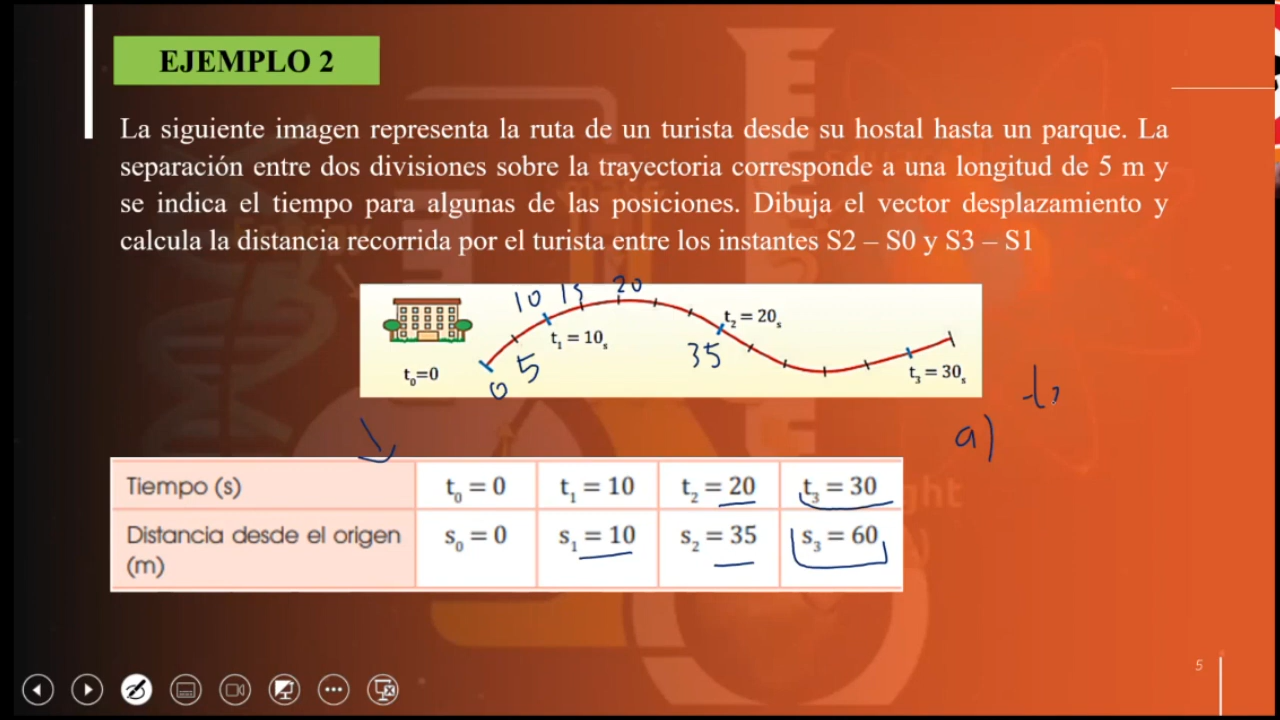 EJEMPLO 2
La siguiente imagen representa la ruta de un turista desde su hostal hasta un parque. La
separación entre dos divisiones sobre la trayectoria corresponde a una longitud de 5 m y
se indica el tiempo para algunas de las posiciones. Dibuja el vector desplazamiento y
calcula la distancia recorrida por el turista entre los instantes S2 – S0 y S3 – S1
10 15 20
t₂ = 20s
t₁ = 10s
35
5
t₀=0
0
t₃ = 30s
a)
Tiempo (s) t₀ = 0 t₁ = 10 t₂ = 20 t₃ = 30
Distancia desde el origen s₀ = 0 s₁ = 10 s₂ = 35 s₃ = 60
(m)
5